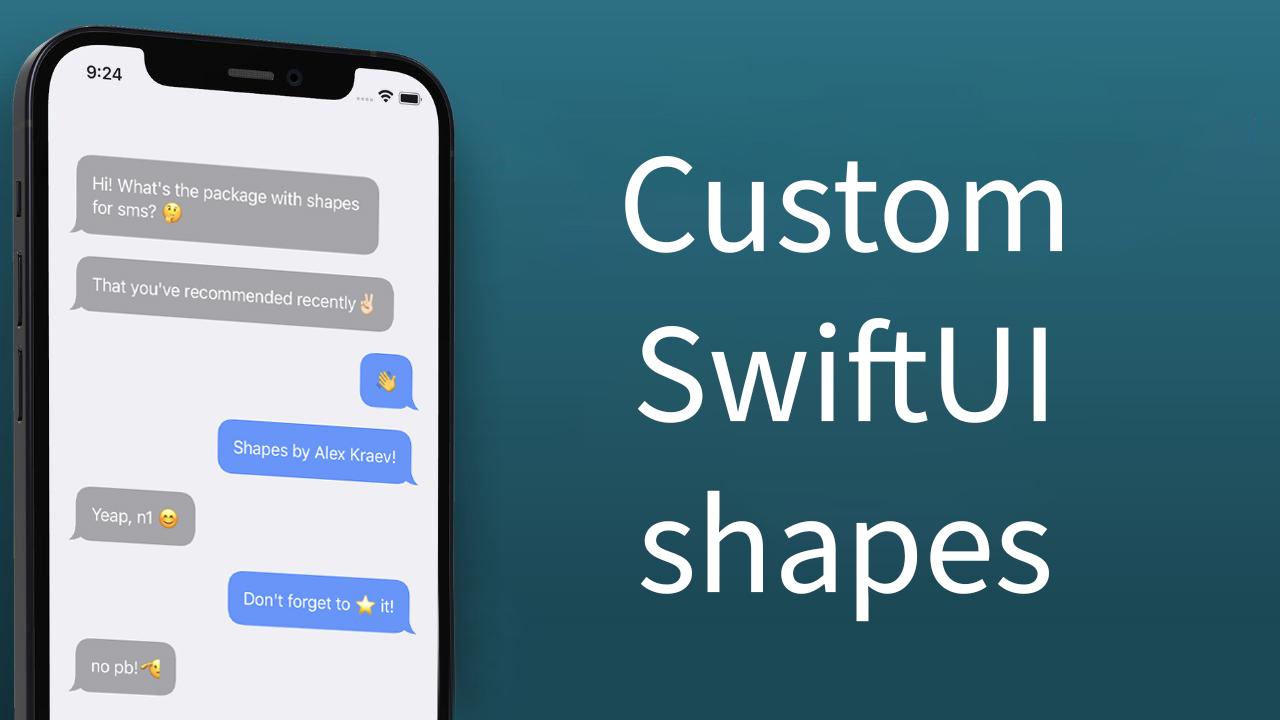 9:24
Hi! What's the package with shapes
for sms? 🤔
That you've recommended recently✌🏻
👋
Shapes by Alex Kraev!
Yeap, n1 😊
Don't forget to ⭐ it!
no pb!🫡
Custom
SwiftUI
shapes